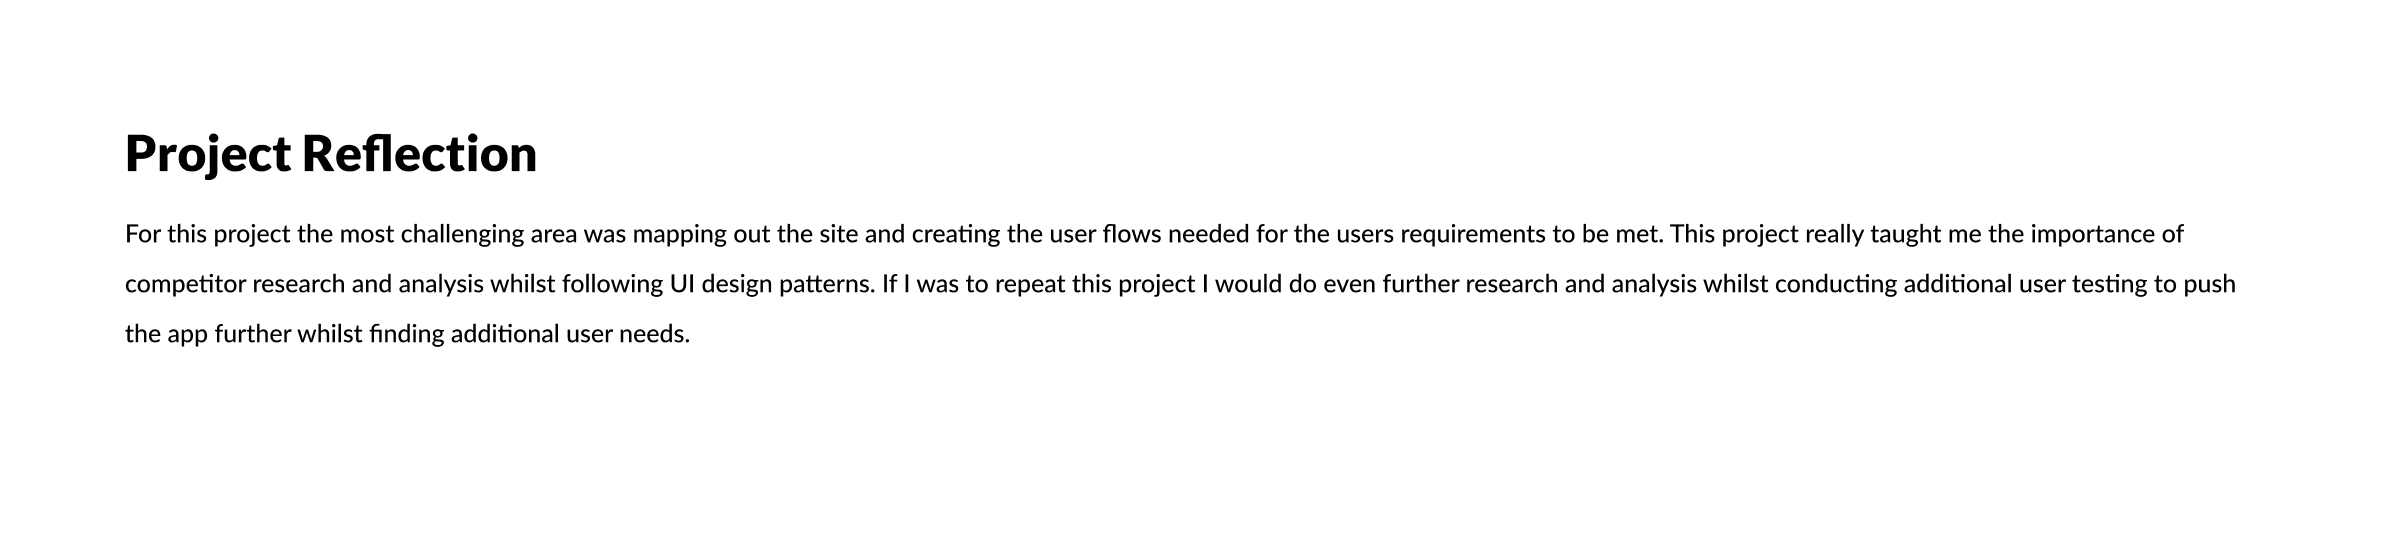 Project Reflection
For this project the most challenging area was mapping out the site and creating the user flows needed for the users requirements to be met. This project really taught me the importance of
competitor research and analysis whilst following UI design patterns. If I was to repeat this project I would do even further research and analysis whilst conducting additional user testing to push
the app further whilst finding additional user needs.